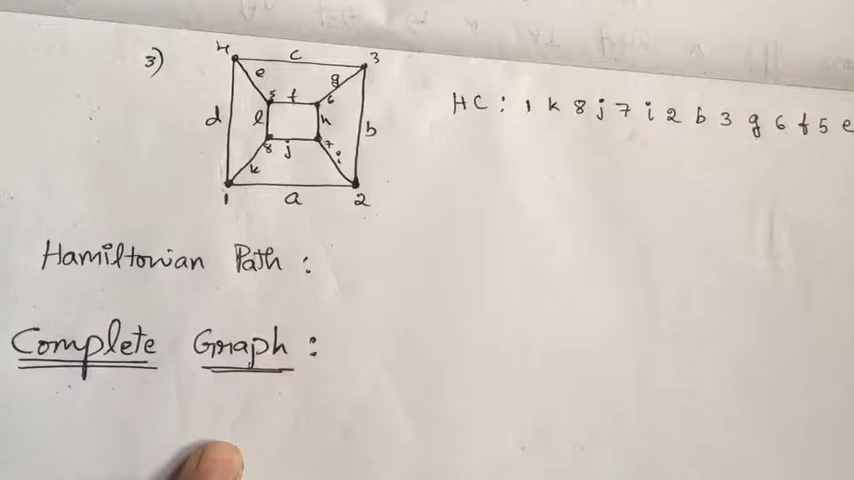 3)
4 c 3
e g
5 f 6
d l h b
8 j 7
k i
1 a 2
HC : 1 k 8 j 7 i 2 b 3 g 6 f 5 e
Hamiltonian Path :
Complete Graph :